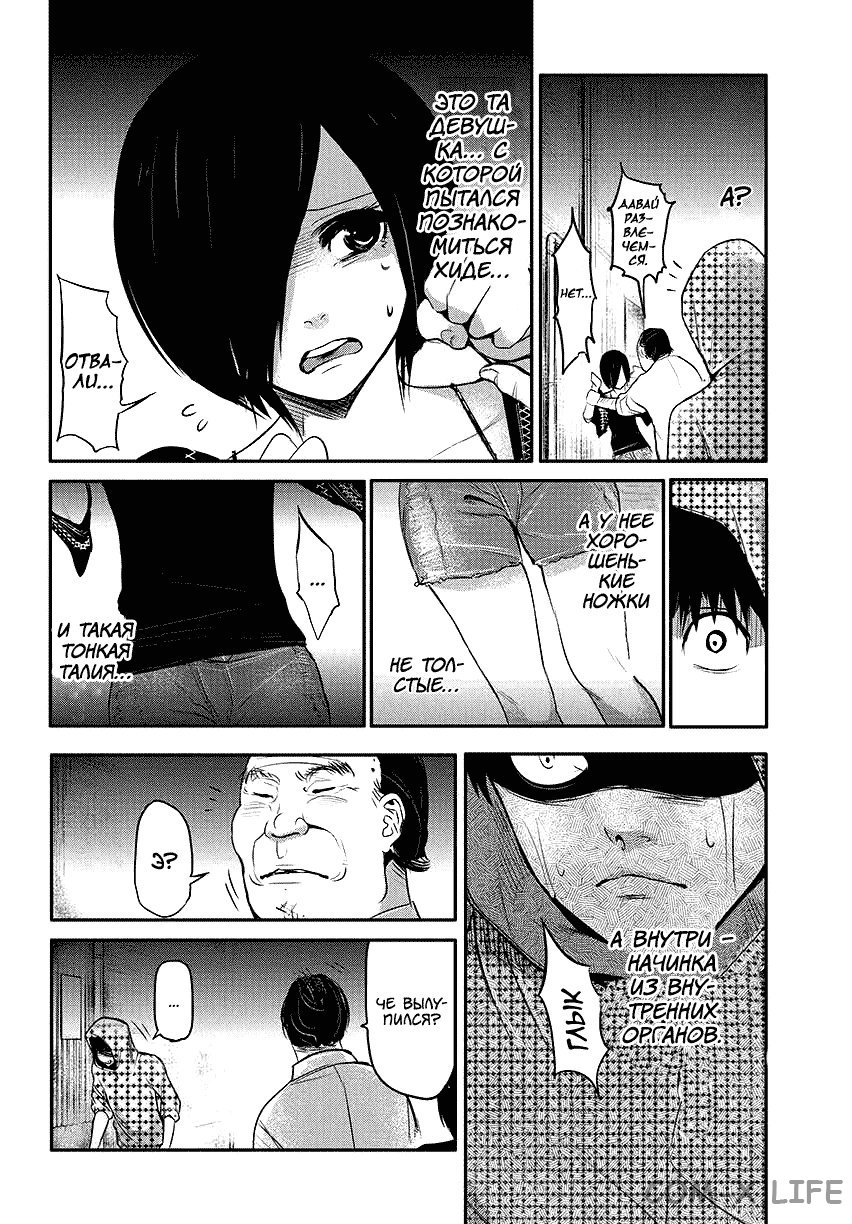 А?
ДАВАЙ
РАЗ-
ВЛЕ-
ЧЕМ-
СЯ.
НЕТ...
ЭТО ТА
ДЕВУШ-
КА... С
КОТОРОЙ
ПЫТАЛСЯ
ПОЗНАКО-
МИТЬСЯ
ХИДЕ...
ОТВА-
ЛИ...
А У НЕЕ
ХОРО-
ШЕНЬ-
КИЕ
НОЖКИ
НЕ ТОЛ-
СТЫЕ...
...
И ТАКАЯ
ТОНКАЯ
ТАЛИЯ...
А ВНУТРИ –
НАЧИНКА
ИЗ ВНУ-
ТРЕННИХ
ОРГАНОВ.
ГЛЫК
Э?
ЧЕ ВЫЛУ-
ПИЛСЯ?
...
COM-X.LIFE